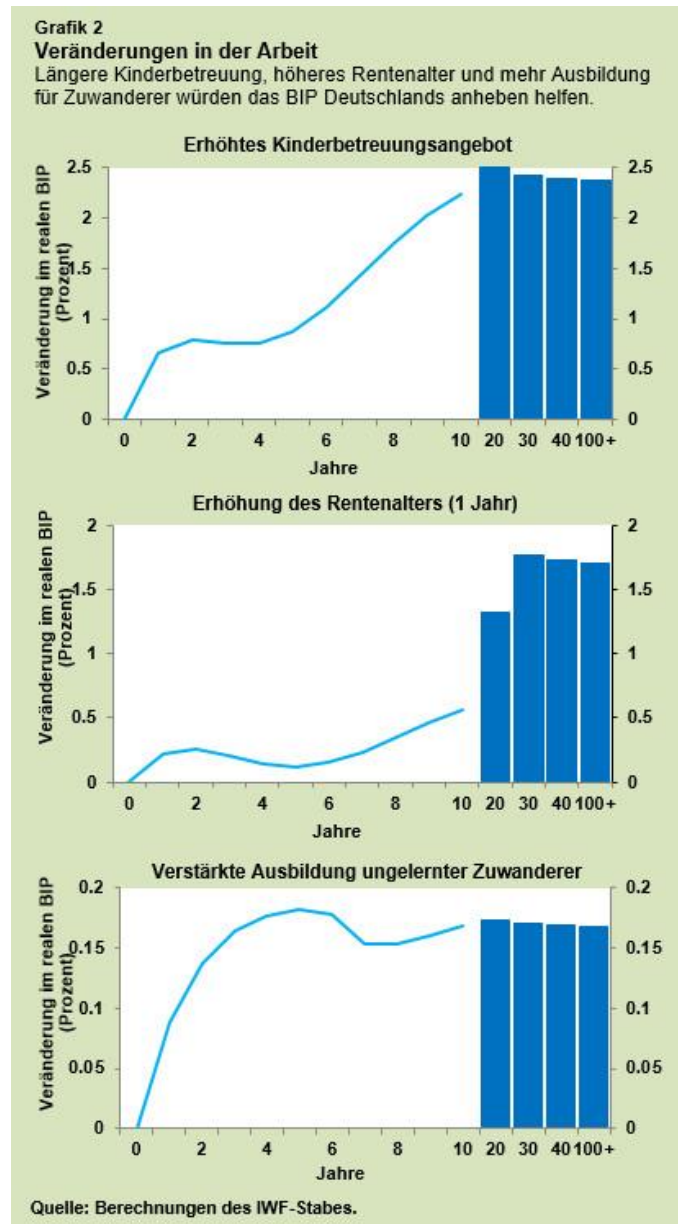 Grafik 2
Veränderungen in der Arbeit
Längere Kinderbetreuung, höheres Rentenalter und mehr Ausbildung
für Zuwanderer würden das BIP Deutschlands anheben helfen.
Erhöhtes Kinderbetreuungsangebot
Veränderung im realen BIP
(Prozent)
2.5 2.5
2 2
1.5 1.5
1 1
0.5 0.5
0 0
0 2 4 6 8 10 20 30 40 100+
Jahre
Erhöhung des Rentenalters (1 Jahr)
Veränderung im realen BIP
(Prozent)
2 2
1.5 1.5
1 1
0.5 0.5
0 0
0 2 4 6 8 10 20 30 40 100+
Jahre
Verstärkte Ausbildung ungelernter Zuwanderer
Veränderung im realen BIP
(Prozent)
0.2 0.2
0.15 0.15
0.1 0.1
0.05 0.05
0 0
0 2 4 6 8 10 20 30 40 100+
Jahre
Quelle: Berechnungen des IWF-Stabes.